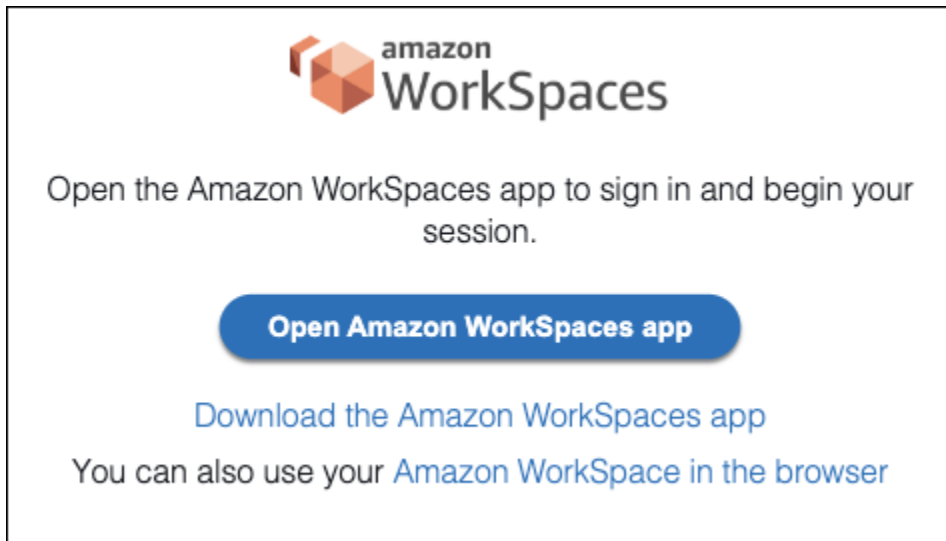 amazon
WorkSpaces
Open the Amazon WorkSpaces app to sign in and begin your
session.
Open Amazon WorkSpaces app
Download the Amazon WorkSpaces app
You can also use your Amazon WorkSpace in the browser